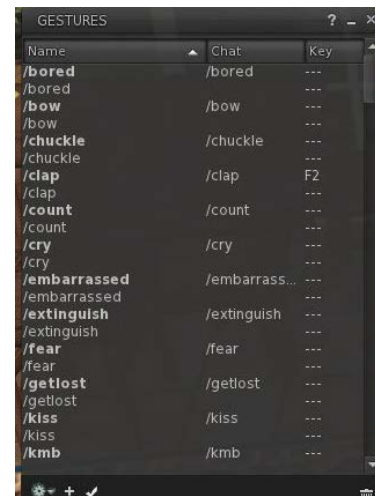 GESTURES ? _ ×
Name Chat Key
/bored /bored ---
/bored ---
/bow /bow ---
/bow ---
/chuckle /chuckle ---
/chuckle ---
/clap /clap F2
/clap ---
/count /count ---
/count ---
/cry /cry ---
/cry ---
/embarrassed /embarrass... ---
/embarrassed ---
/extinguish /extinguish ---
/extinguish ---
/fear /fear ---
/fear ---
/getlost /getlost ---
/getlost ---
/kiss /kiss ---
/kiss ---
/kmb /kmb ---